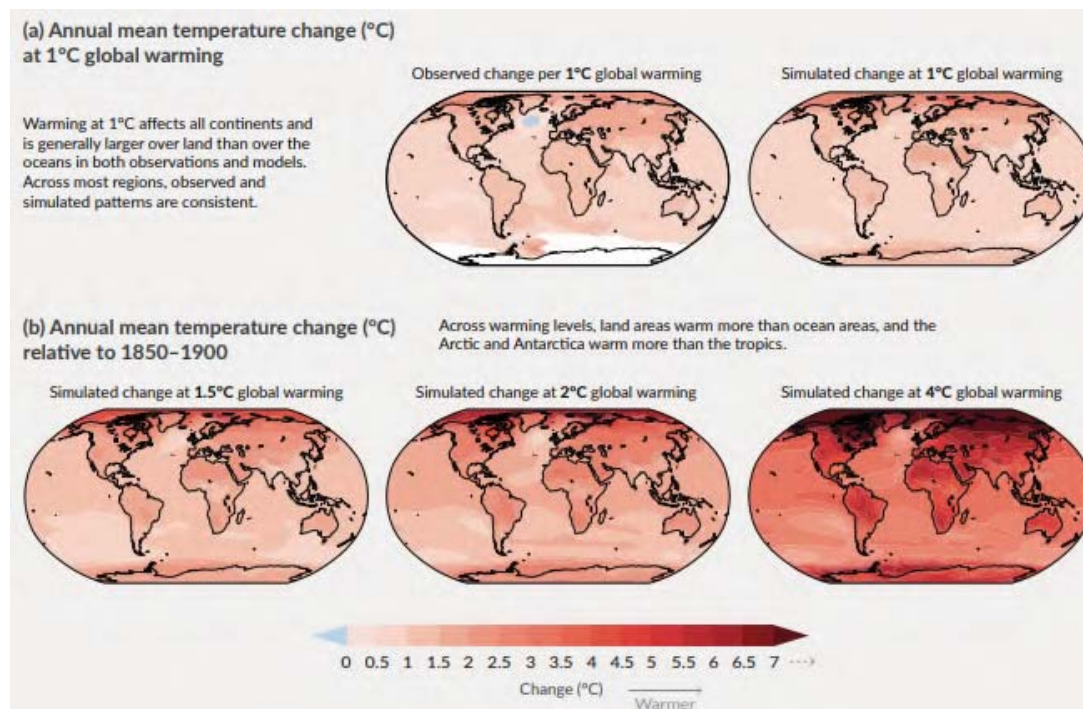 (a) Annual mean temperature change (°C)
at 1°C global warming
Warming at 1°C affects all continents and
is generally larger over land than over the
oceans in both observations and models.
Across most regions, observed and
simulated patterns are consistent.
Observed change per 1°C global warming
Simulated change at 1°C global warming
(b) Annual mean temperature change (°C)
relative to 1850–1900
Across warming levels, land areas warm more than ocean areas, and the
Arctic and Antarctica warm more than the tropics.
Simulated change at 1.5°C global warming
Simulated change at 2°C global warming
Simulated change at 4°C global warming
0 0.5 1 1.5 2 2.5 3 3.5 4 4.5 5 5.5 6 6.5 7
Change (°C)
Warmer